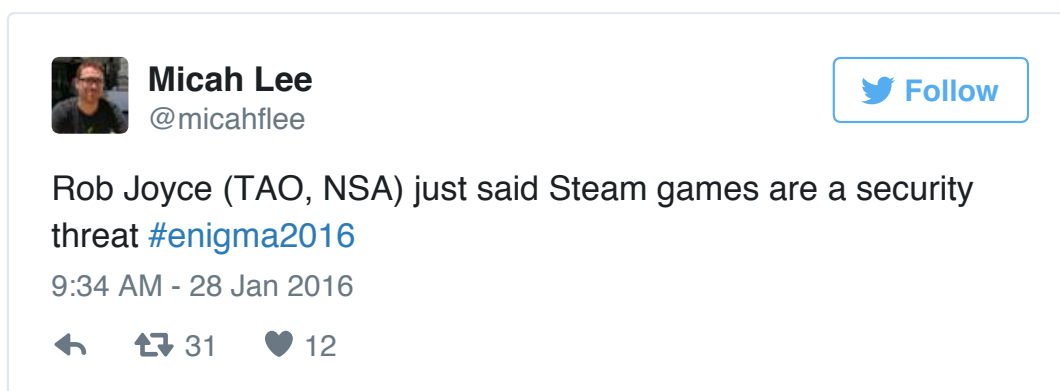 Micah Lee
Follow
@micahflee
Rob Joyce (TAO, NSA) just said Steam games are a security
threat #enigma2016
9:34 AM - 28 Jan 2016
31 12